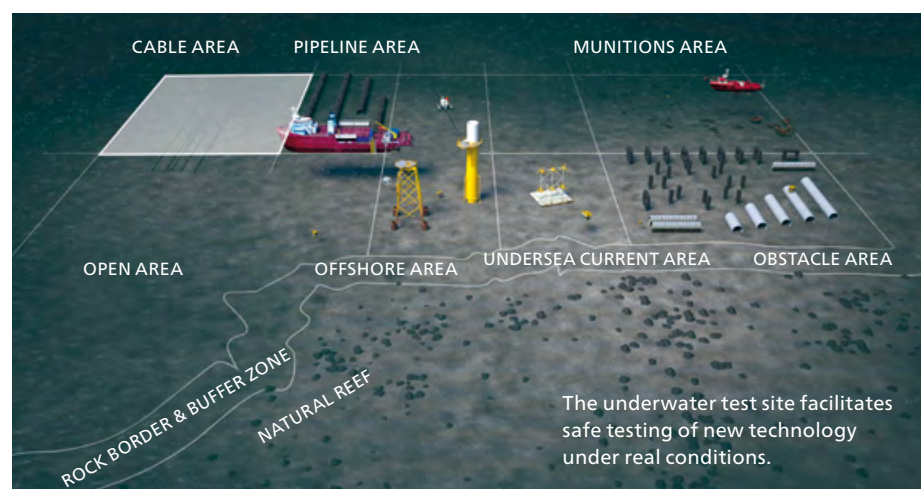 CABLE AREA
PIPELINE AREA
MUNITIONS AREA
OPEN AREA
OFFSHORE AREA
UNDERSEA CURRENT AREA
OBSTACLE AREA
ROCK BORDER & BUFFER ZONE
NATURAL REEF
The underwater test site facilitates
safe testing of new technology
under real conditions.